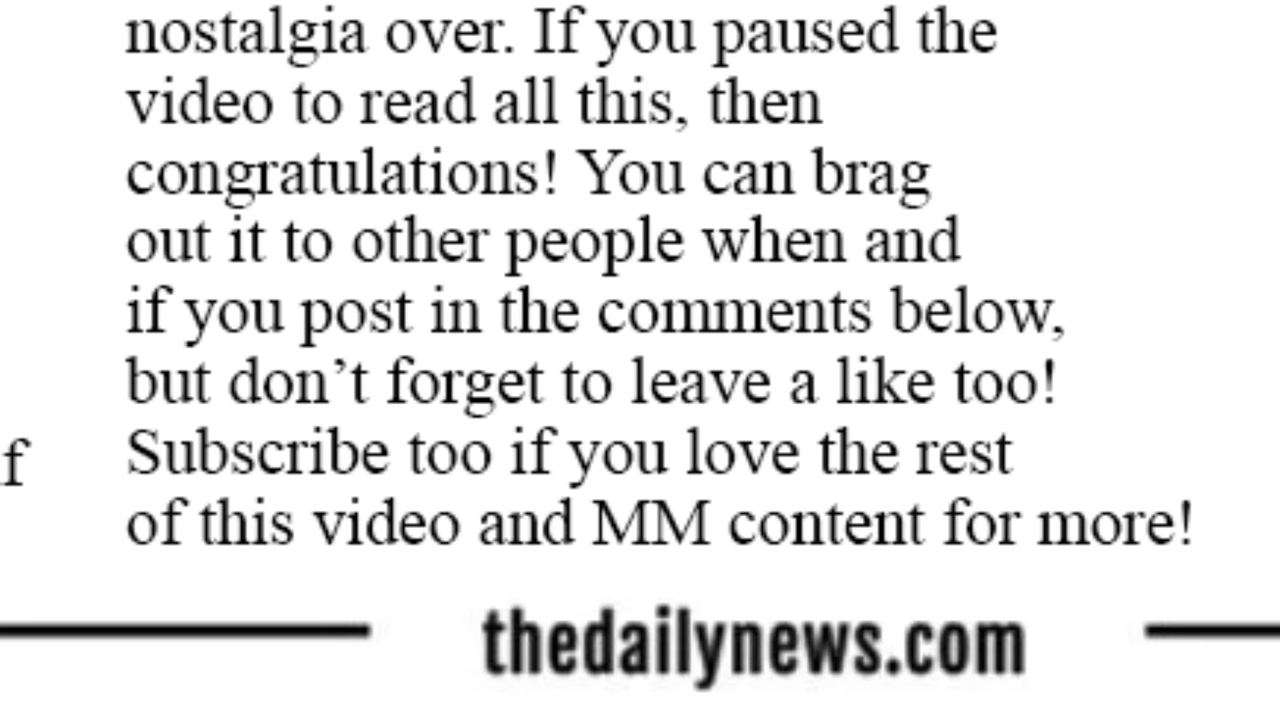 nostalgia over. If you paused the
video to read all this, then
congratulations! You can brag
out it to other people when and
if you post in the comments below,
but don’t forget to leave a like too!
f
Subscribe too if you love the rest
of this video and MM content for more!
thedailynews.com